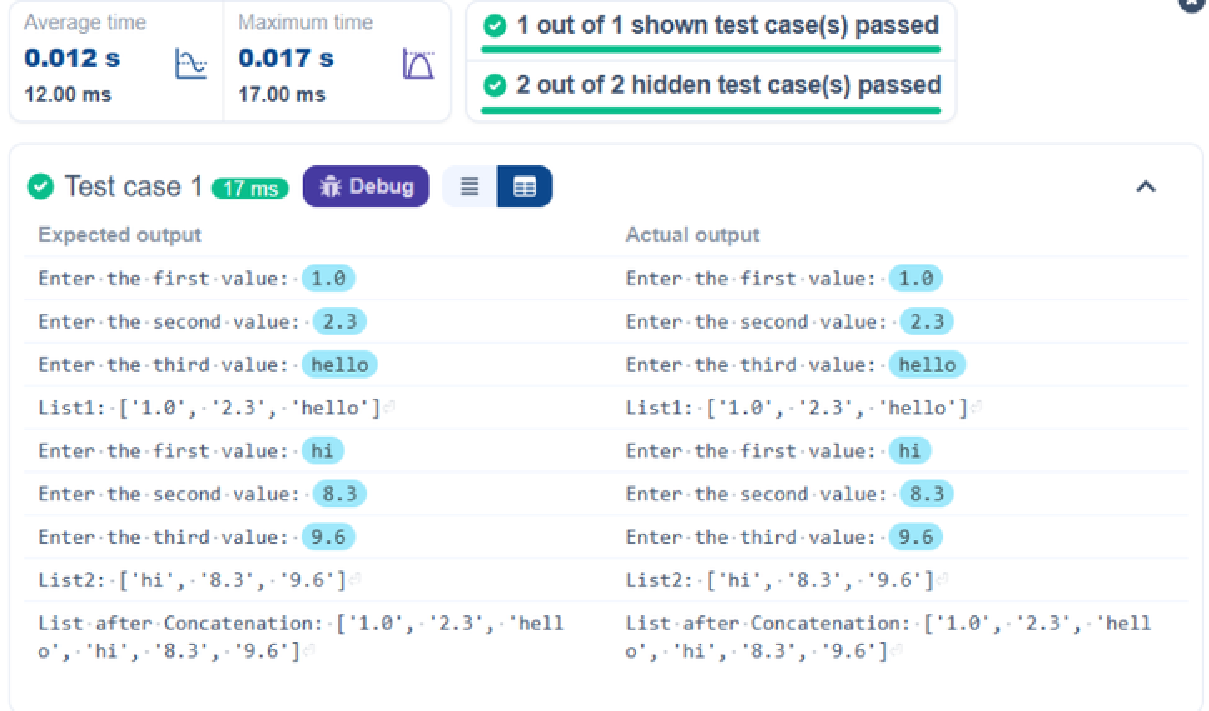 Average time
0.012 s
12.00 ms
Maximum time
0.017 s
17.00 ms
1 out of 1 shown test case(s) passed
2 out of 2 hidden test case(s) passed
Test case 1 17 ms Debug
Expected output
Enter·the·first·value:·1.0
Enter·the·second·value:·2.3
Enter·the·third·value:·hello
List1:·['1.0',·'2.3',·'hello']⏎
Enter·the·first·value:·hi
Enter·the·second·value:·8.3
Enter·the·third·value:·9.6
List2:·['hi',·'8.3',·'9.6']⏎
List·after·Concatenation:·['1.0',·'2.3',·'hell
o',·'hi',·'8.3',·'9.6']⏎
Actual output
Enter·the·first·value:·1.0
Enter·the·second·value:·2.3
Enter·the·third·value:·hello
List1:·['1.0',·'2.3',·'hello']⏎
Enter·the·first·value:·hi
Enter·the·second·value:·8.3
Enter·the·third·value:·9.6
List2:·['hi',·'8.3',·'9.6']⏎
List·after·Concatenation:·['1.0',·'2.3',·'hell
o',·'hi',·'8.3',·'9.6']⏎